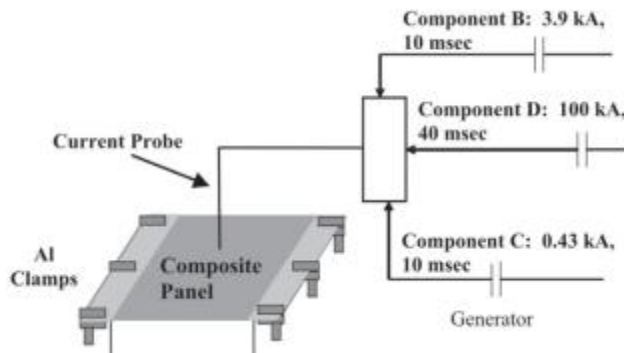 Component B: 3.9 kA,
10 msec
Component D: 100 kA,
40 msec
Current Probe
Al
Clamps
Composite
Panel
Component C: 0.43 kA,
10 msec
Generator